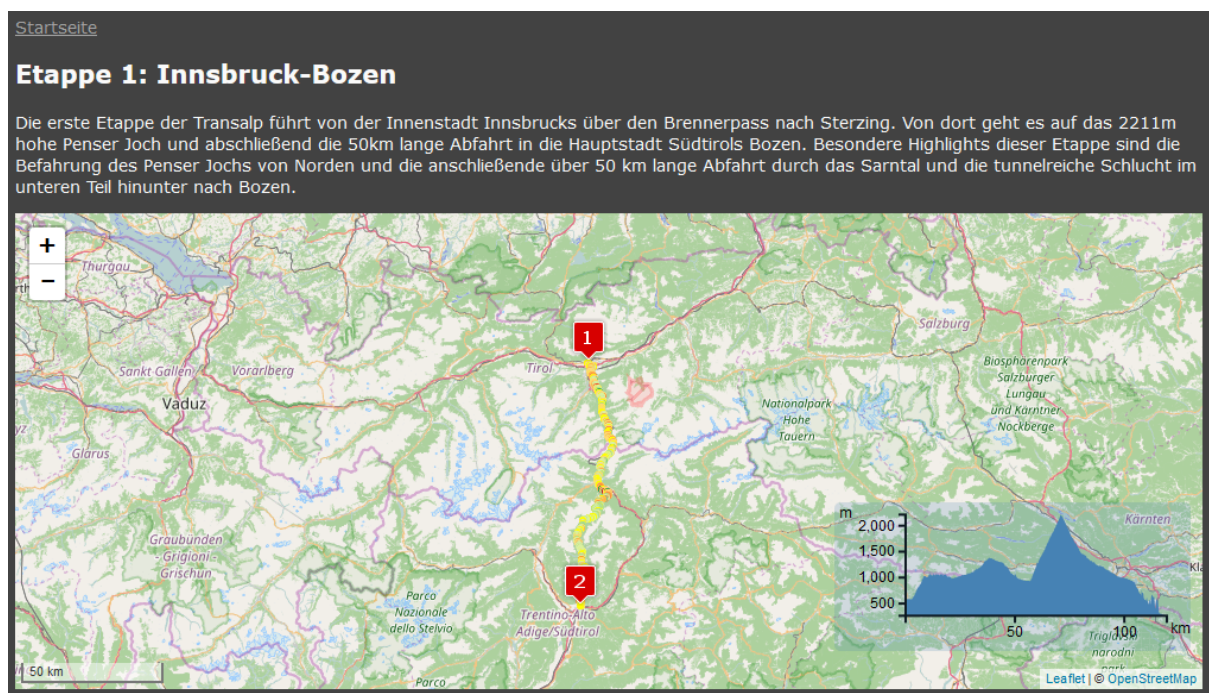 Startseite
Etappe 1: Innsbruck-Bozen
Die erste Etappe der Transalp führt von der Innenstadt Innsbrucks über den Brennerpass nach Sterzing. Von dort geht es auf das 2211m
hohe Penser Joch und abschließend die 50km lange Abfahrt in die Hauptstadt Südtirols Bozen. Besondere Highlights dieser Etappe sind die
Befahrung des Penser Jochs von Norden und die anschließende über 50 km lange Abfahrt durch das Sarntal und die tunnelreiche Schlucht im
unteren Teil hinunter nach Bozen.
+
−
Thurgau
1
Salzburg
Sankt Gallen
Vorarlberg
Tirol
Biosphärenpark
Salzburger
Lungau
und Kärntner
Nockberge
Vaduz
Nationalpark
Hohe
Tauern
Glarus
m
2,000
1,500
1,000
500
50
100
km
Kärnten
Graubünden
- Grigioni -
Grischun
2
Parco
Nazionale
dello Stelvio
Trentino-Alto
Adige/Südtirol
Triglavski
narodni
park
Parco
50 km
Leaflet | © OpenStreetMap